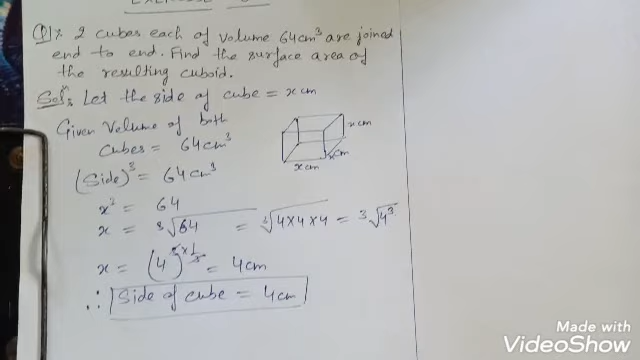 Q1:- 2 cubes each of volume 64cm³ are joined
end to end. Find the surface area of
the resulting cuboid.
Solⁿ: Let the side of cube = x cm
Given Volume of both
cubes = 64cm³
x cm
x cm
x cm
(Side)³ = 64cm³
x³ = 64
x = ³√64 = ³√4×4×4 = ³√4³
x = (4)³×1/3 = 4cm
∴ Side of cube = 4cm
Made with
VideoShow